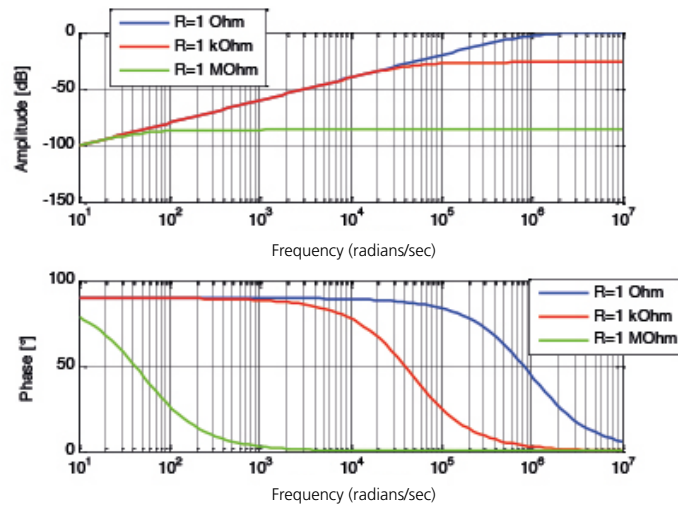 R=1 Ohm
R=1 kOhm
R=1 MOhm
Amplitude [dB]
0
-50
-100
-150
10^1 10^2 10^3 10^4 10^5 10^6 10^7
Frequency (radians/sec)
R=1 Ohm
R=1 kOhm
R=1 MOhm
Phase [°]
100
50
0
10^1 10^2 10^3 10^4 10^5 10^6 10^7
Frequency (radians/sec)